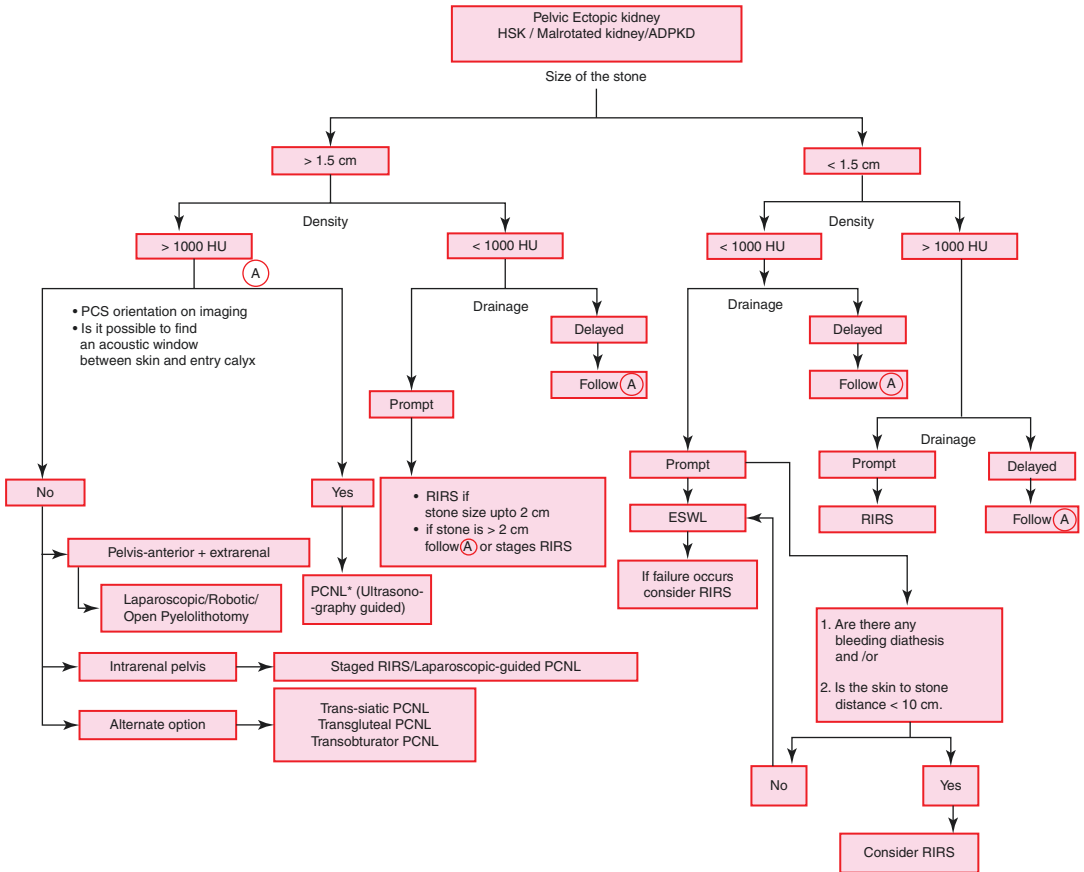 Pelvic Ectopic kidney
HSK / Malrotated kidney/ADPKD
Size of the stone
> 1.5 cm
< 1.5 cm
Density
Density
> 1000 HU
< 1000 HU
< 1000 HU
> 1000 HU
A
• PCS orientation on imaging
• Is it possible to find
an acoustic window
between skin and entry calyx
Drainage
Drainage
Delayed
Delayed
Follow A
Follow A
Prompt
Drainage
No
Yes
• RIRS if
stone size upto 2 cm
• if stone is > 2 cm
follow A or stages RIRS
Prompt
Prompt
Delayed
ESWL
RIRS
Follow A
Pelvis-anterior + extrarenal
Laparoscopic/Robotic/
Open Pyelolithotomy
PCNL* (Ultrasono-
graphy guided)
If failure occurs
consider RIRS
1. Are there any
bleeding diathesis
and /or
2. Is the skin to stone
distance < 10 cm.
Intrarenal pelvis
Staged RIRS/Laparoscopic-guided PCNL
Alternate option
Trans-siatic PCNL
Transgluteal PCNL
Transobturator PCNL
No
Yes
Consider RIRS